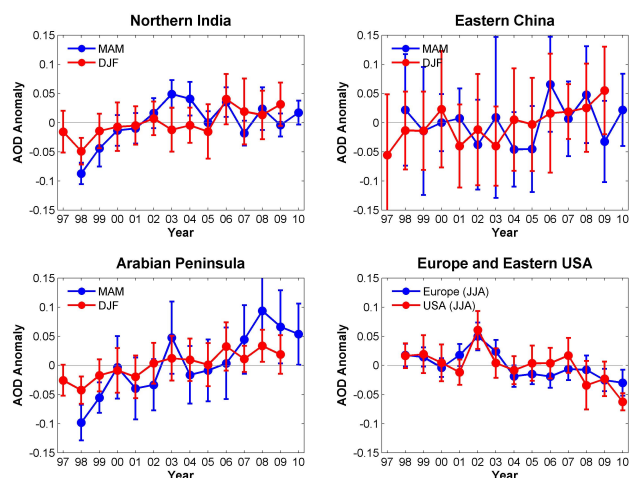 Northern India
0.15
0.1
0.05
0
-0.05
-0.1
-0.15
AOD Anomaly
MAM
DJF
97 98 99 00 01 02 03 04 05 06 07 08 09 10
Year
Eastern China
0.15
0.1
0.05
0
-0.05
-0.1
-0.15
AOD Anomaly
MAM
DJF
97 98 99 00 01 02 03 04 05 06 07 08 09 10
Year
Arabian Peninsula
0.15
0.1
0.05
0
-0.05
-0.1
-0.15
AOD Anomaly
MAM
DJF
97 98 99 00 01 02 03 04 05 06 07 08 09 10
Year
Europe and Eastern USA
0.15
0.1
0.05
0
-0.05
-0.1
-0.15
AOD Anomaly
Europe (JJA)
USA (JJA)
97 98 99 00 01 02 03 04 05 06 07 08 09 10
Year